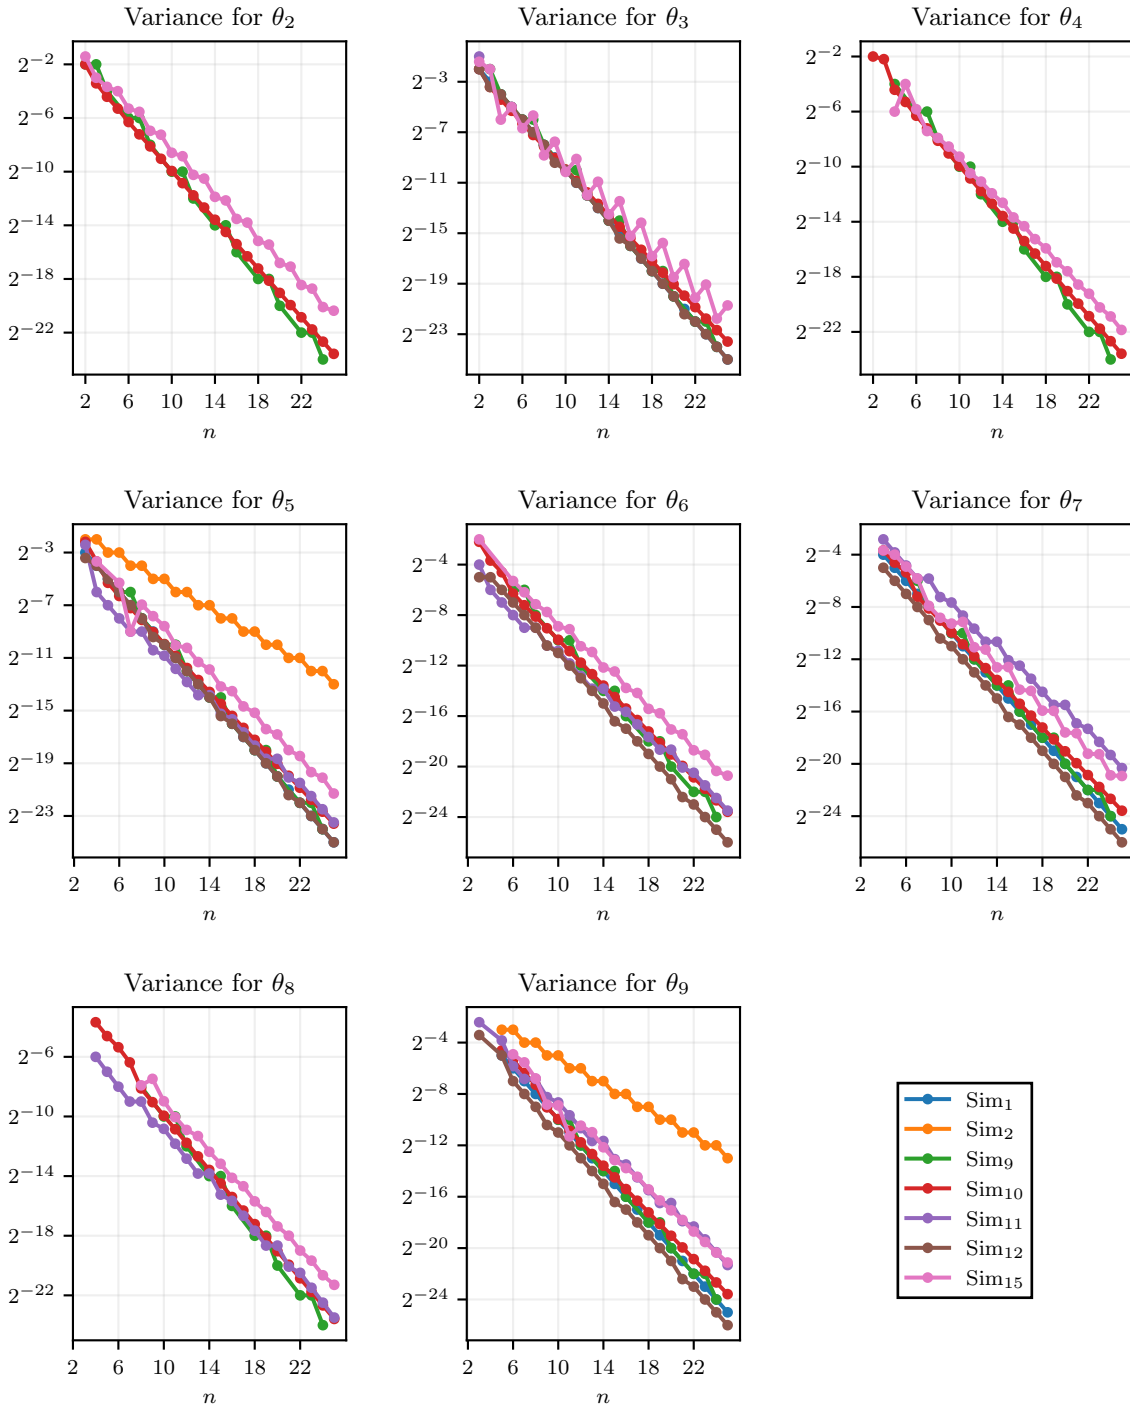 Variance for θ₂
2⁻²
2⁻⁶
2⁻¹⁰
2⁻¹⁴
2⁻¹⁸
2⁻²²
2 6 10 14 18 22
n
Variance for θ₃
2⁻³
2⁻⁷
2⁻¹¹
2⁻¹⁵
2⁻¹⁹
2⁻²³
2 6 10 14 18 22
n
Variance for θ₄
2⁻²
2⁻⁶
2⁻¹⁰
2⁻¹⁴
2⁻¹⁸
2⁻²²
2 6 10 14 18 22
n
Variance for θ₅
2⁻³
2⁻⁷
2⁻¹¹
2⁻¹⁵
2⁻¹⁹
2⁻²³
2 6 10 14 18 22
n
Variance for θ₆
2⁻⁴
2⁻⁸
2⁻¹²
2⁻¹⁶
2⁻²⁰
2⁻²⁴
2 6 10 14 18 22
n
Variance for θ₇
2⁻⁴
2⁻⁸
2⁻¹²
2⁻¹⁶
2⁻²⁰
2⁻²⁴
2 6 10 14 18 22
n
Variance for θ₈
2⁻⁶
2⁻¹⁰
2⁻¹⁴
2⁻¹⁸
2⁻²²
2 6 10 14 18 22
n
Variance for θ₉
2⁻⁴
2⁻⁸
2⁻¹²
2⁻¹⁶
2⁻²⁰
2⁻²⁴
2 6 10 14 18 22
n
Sim₁
Sim₂
Sim₉
Sim₁₀
Sim₁₁
Sim₁₂
Sim₁₅